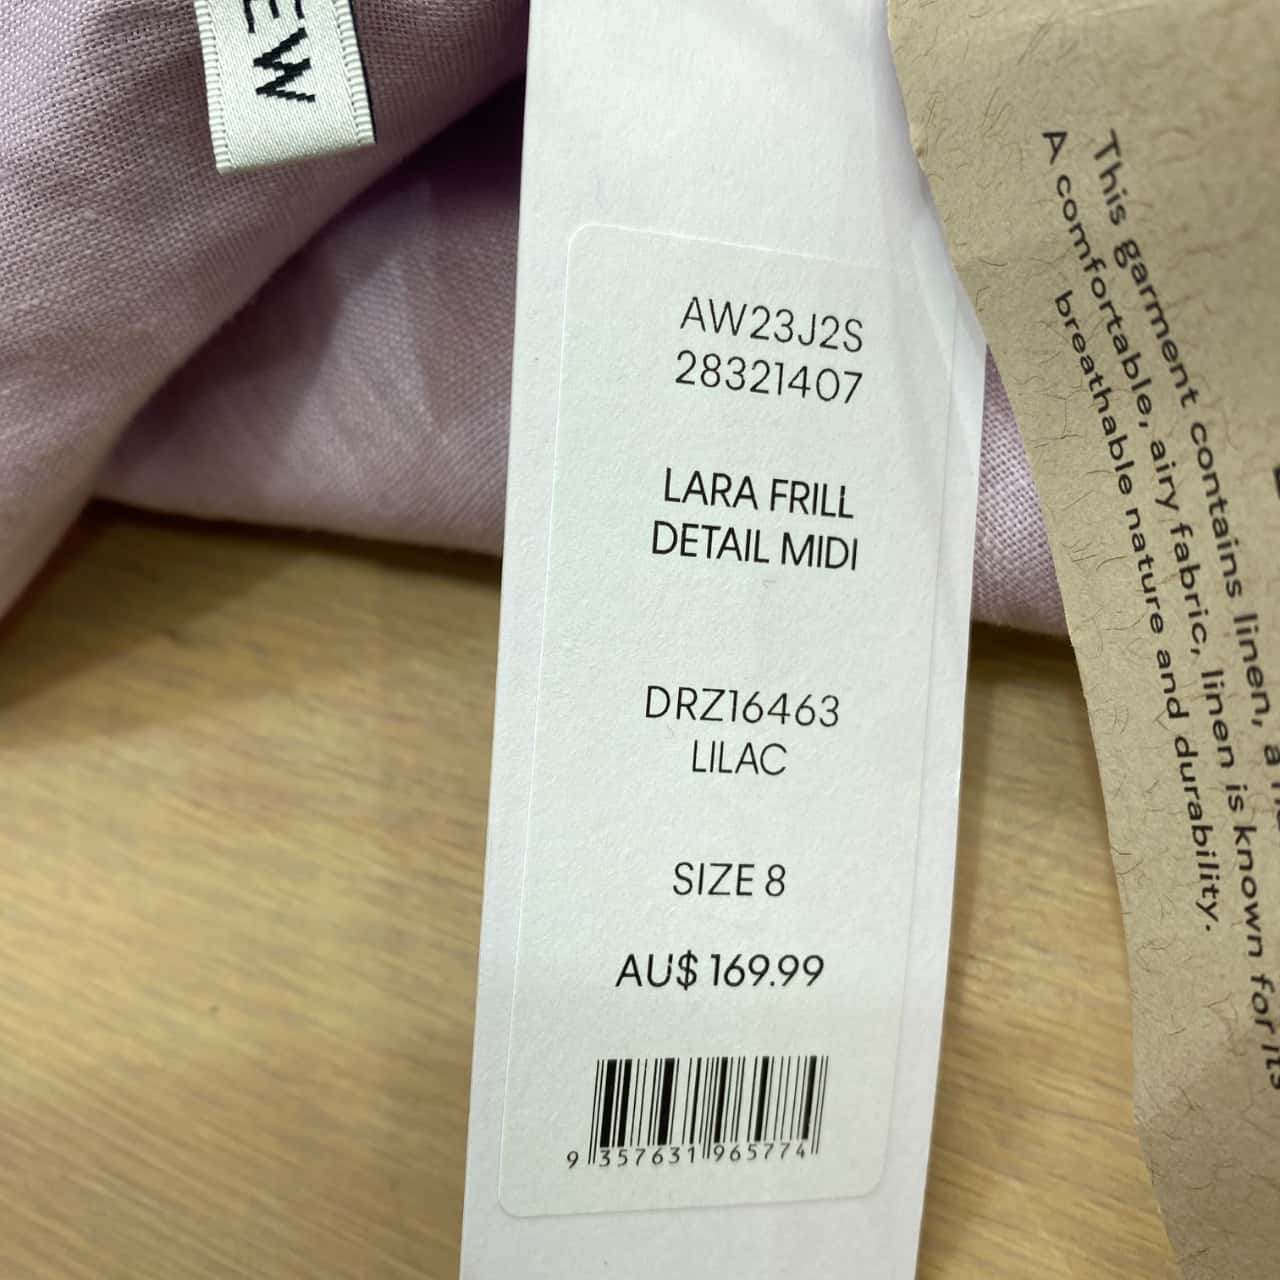 EW
AW23J2S
28321407
LARA FRILL
DETAIL MIDI
DRZ16463
LILAC
SIZE 8
AU$ 169.99
9 357631 965774
This garment contains linen, a
A comfortable, airy fabric, linen is known for its
breathable nature and durability.